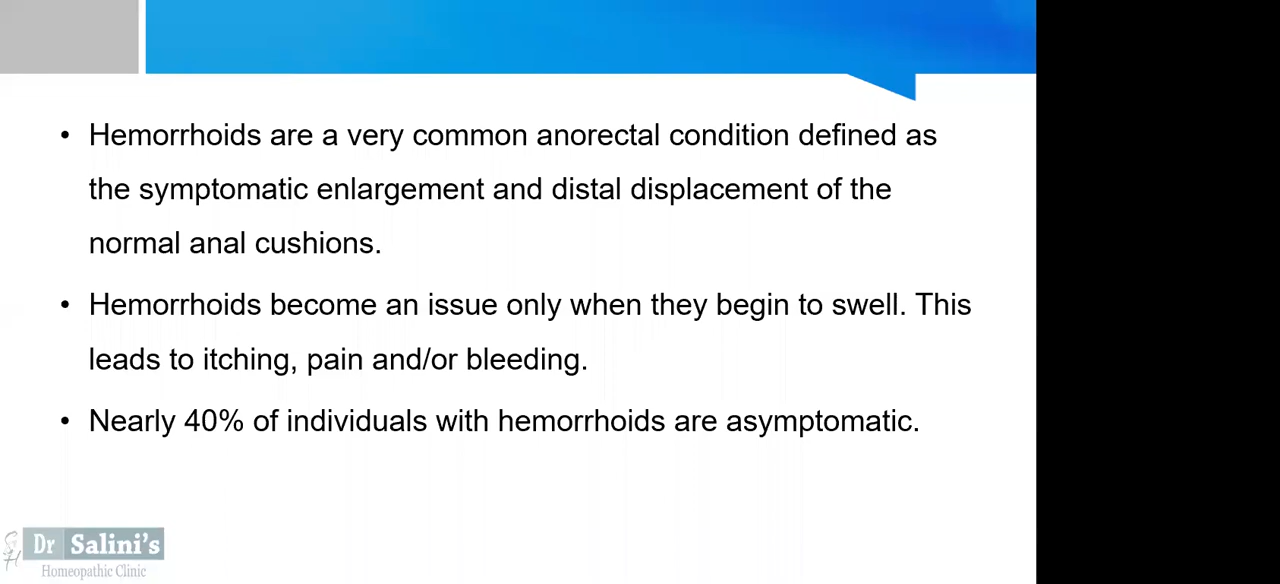 • Hemorrhoids are a very common anorectal condition defined as
the symptomatic enlargement and distal displacement of the
normal anal cushions.
• Hemorrhoids become an issue only when they begin to swell. This
leads to itching, pain and/or bleeding.
• Nearly 40% of individuals with hemorrhoids are asymptomatic.
Dr Salini's
Homeopathic Clinic